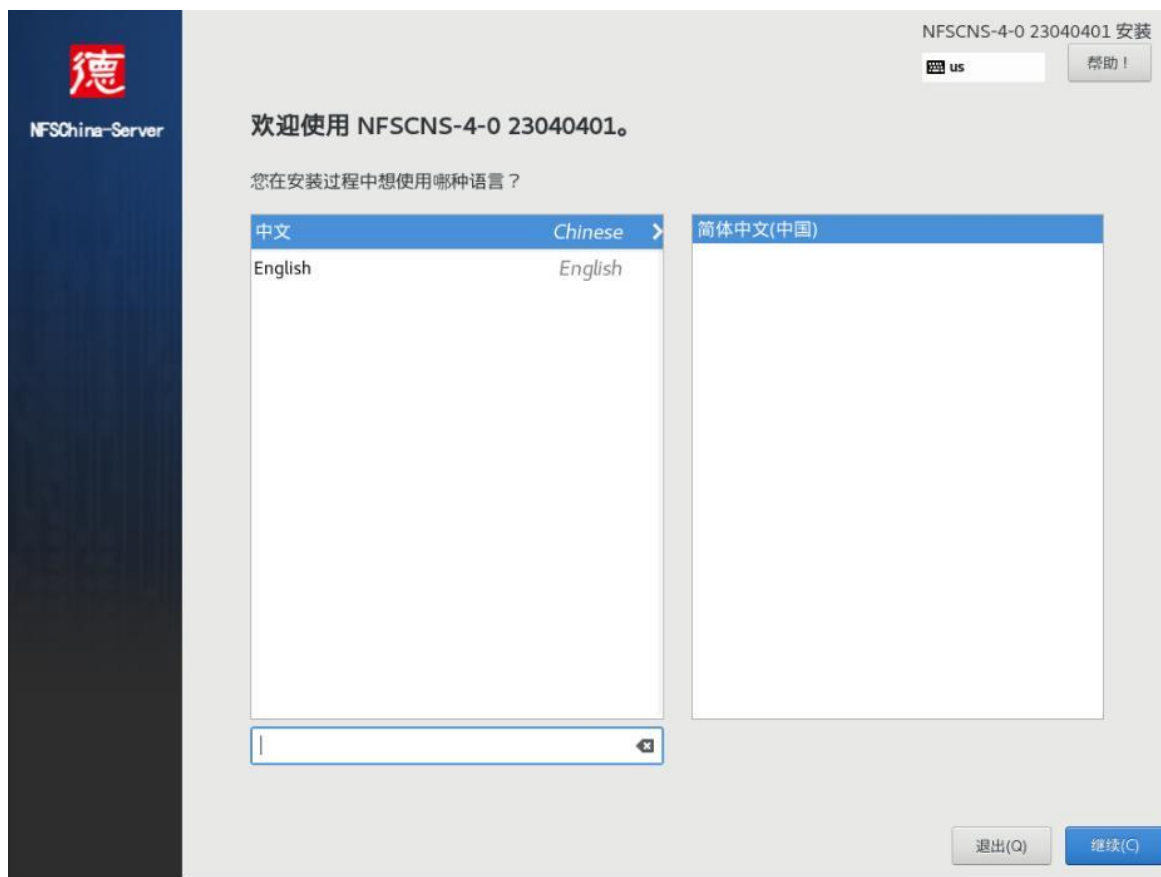 NFSCNS-4-0 23040401 安装
us
帮助！
德
NFSChina-Server
欢迎使用 NFSCNS-4-0 23040401。
您在安装过程中想使用哪种语言？
中文 Chinese
English English
简体中文(中国)
退出(Q)
继续(C)